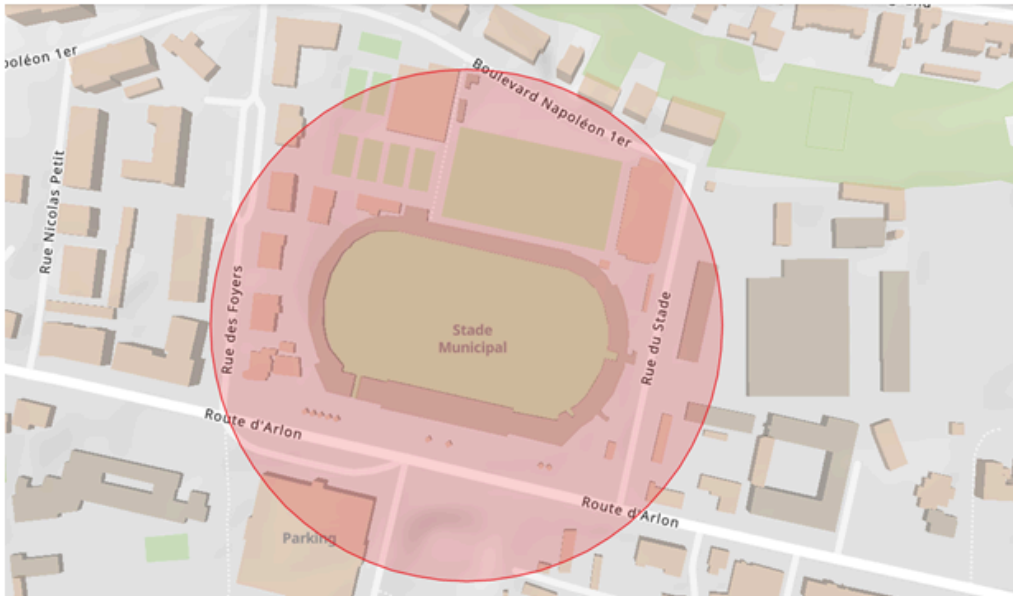 poléon 1er
Boulevard Napoléon 1er
Rue Nicolas Petit
Rue des Foyers
Stade
Municipal
Rue du Stade
Route d'Arlon
Route d'Arlon
Parking